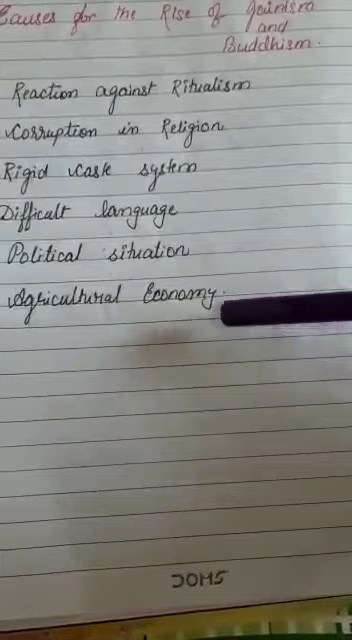 Causes for the Rise of Jainism
and
Buddhism.
Reaction against Ritualism
Corruption in Religion
Rigid Caste system
Difficult language
Political situation
Agricultural Economy.
DOMS